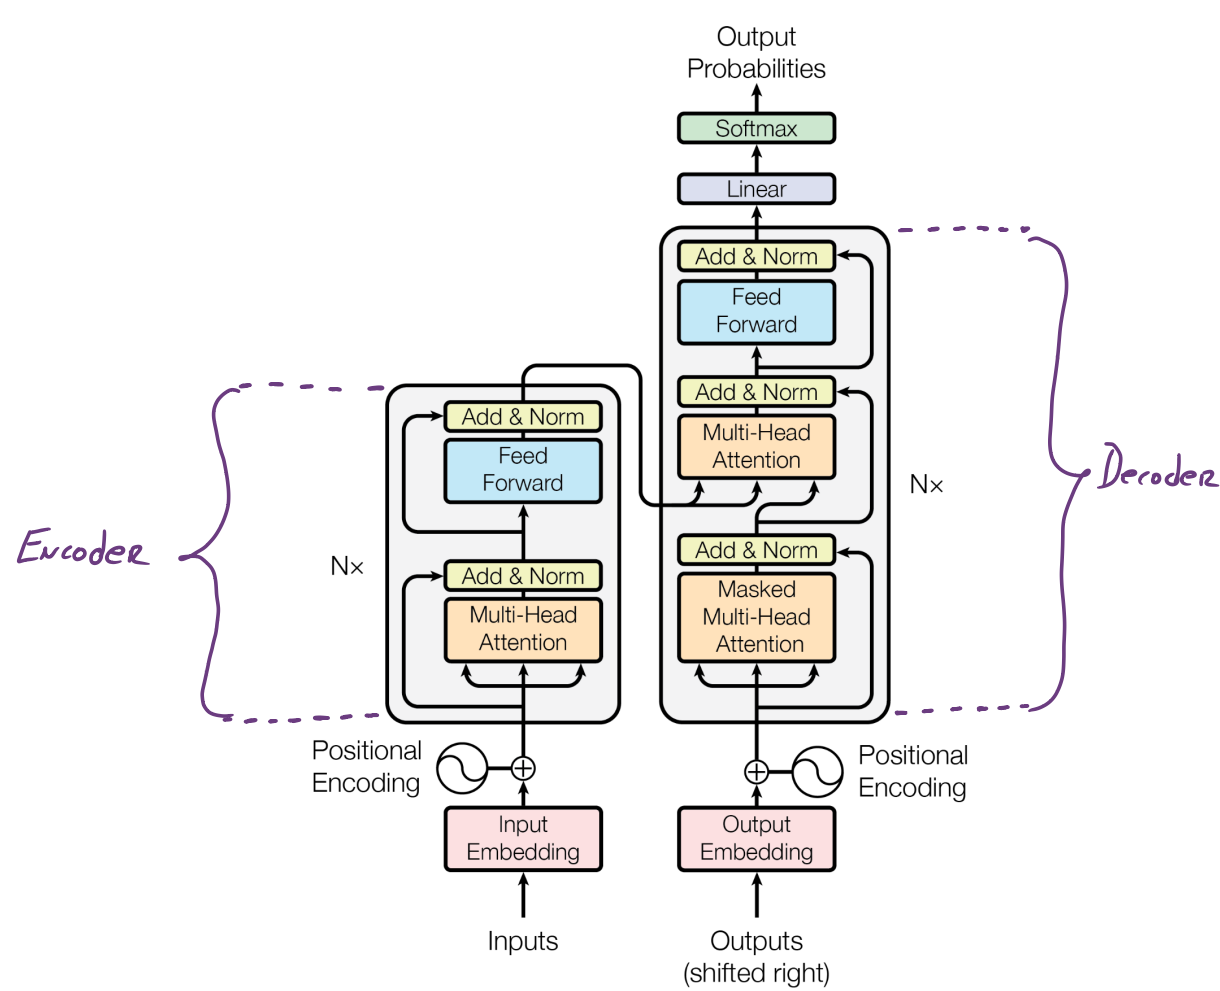 Output
Probabilities
Softmax
Linear
Add & Norm
Feed
Forward
Add & Norm
Multi-Head
Attention
Add & Norm
Masked
Multi-Head
Attention
N×
Decoder
Add & Norm
Feed
Forward
Add & Norm
Multi-Head
Attention
N×
Encoder
Positional
Encoding
Input
Embedding
Inputs
Positional
Encoding
Output
Embedding
Outputs
(shifted right)